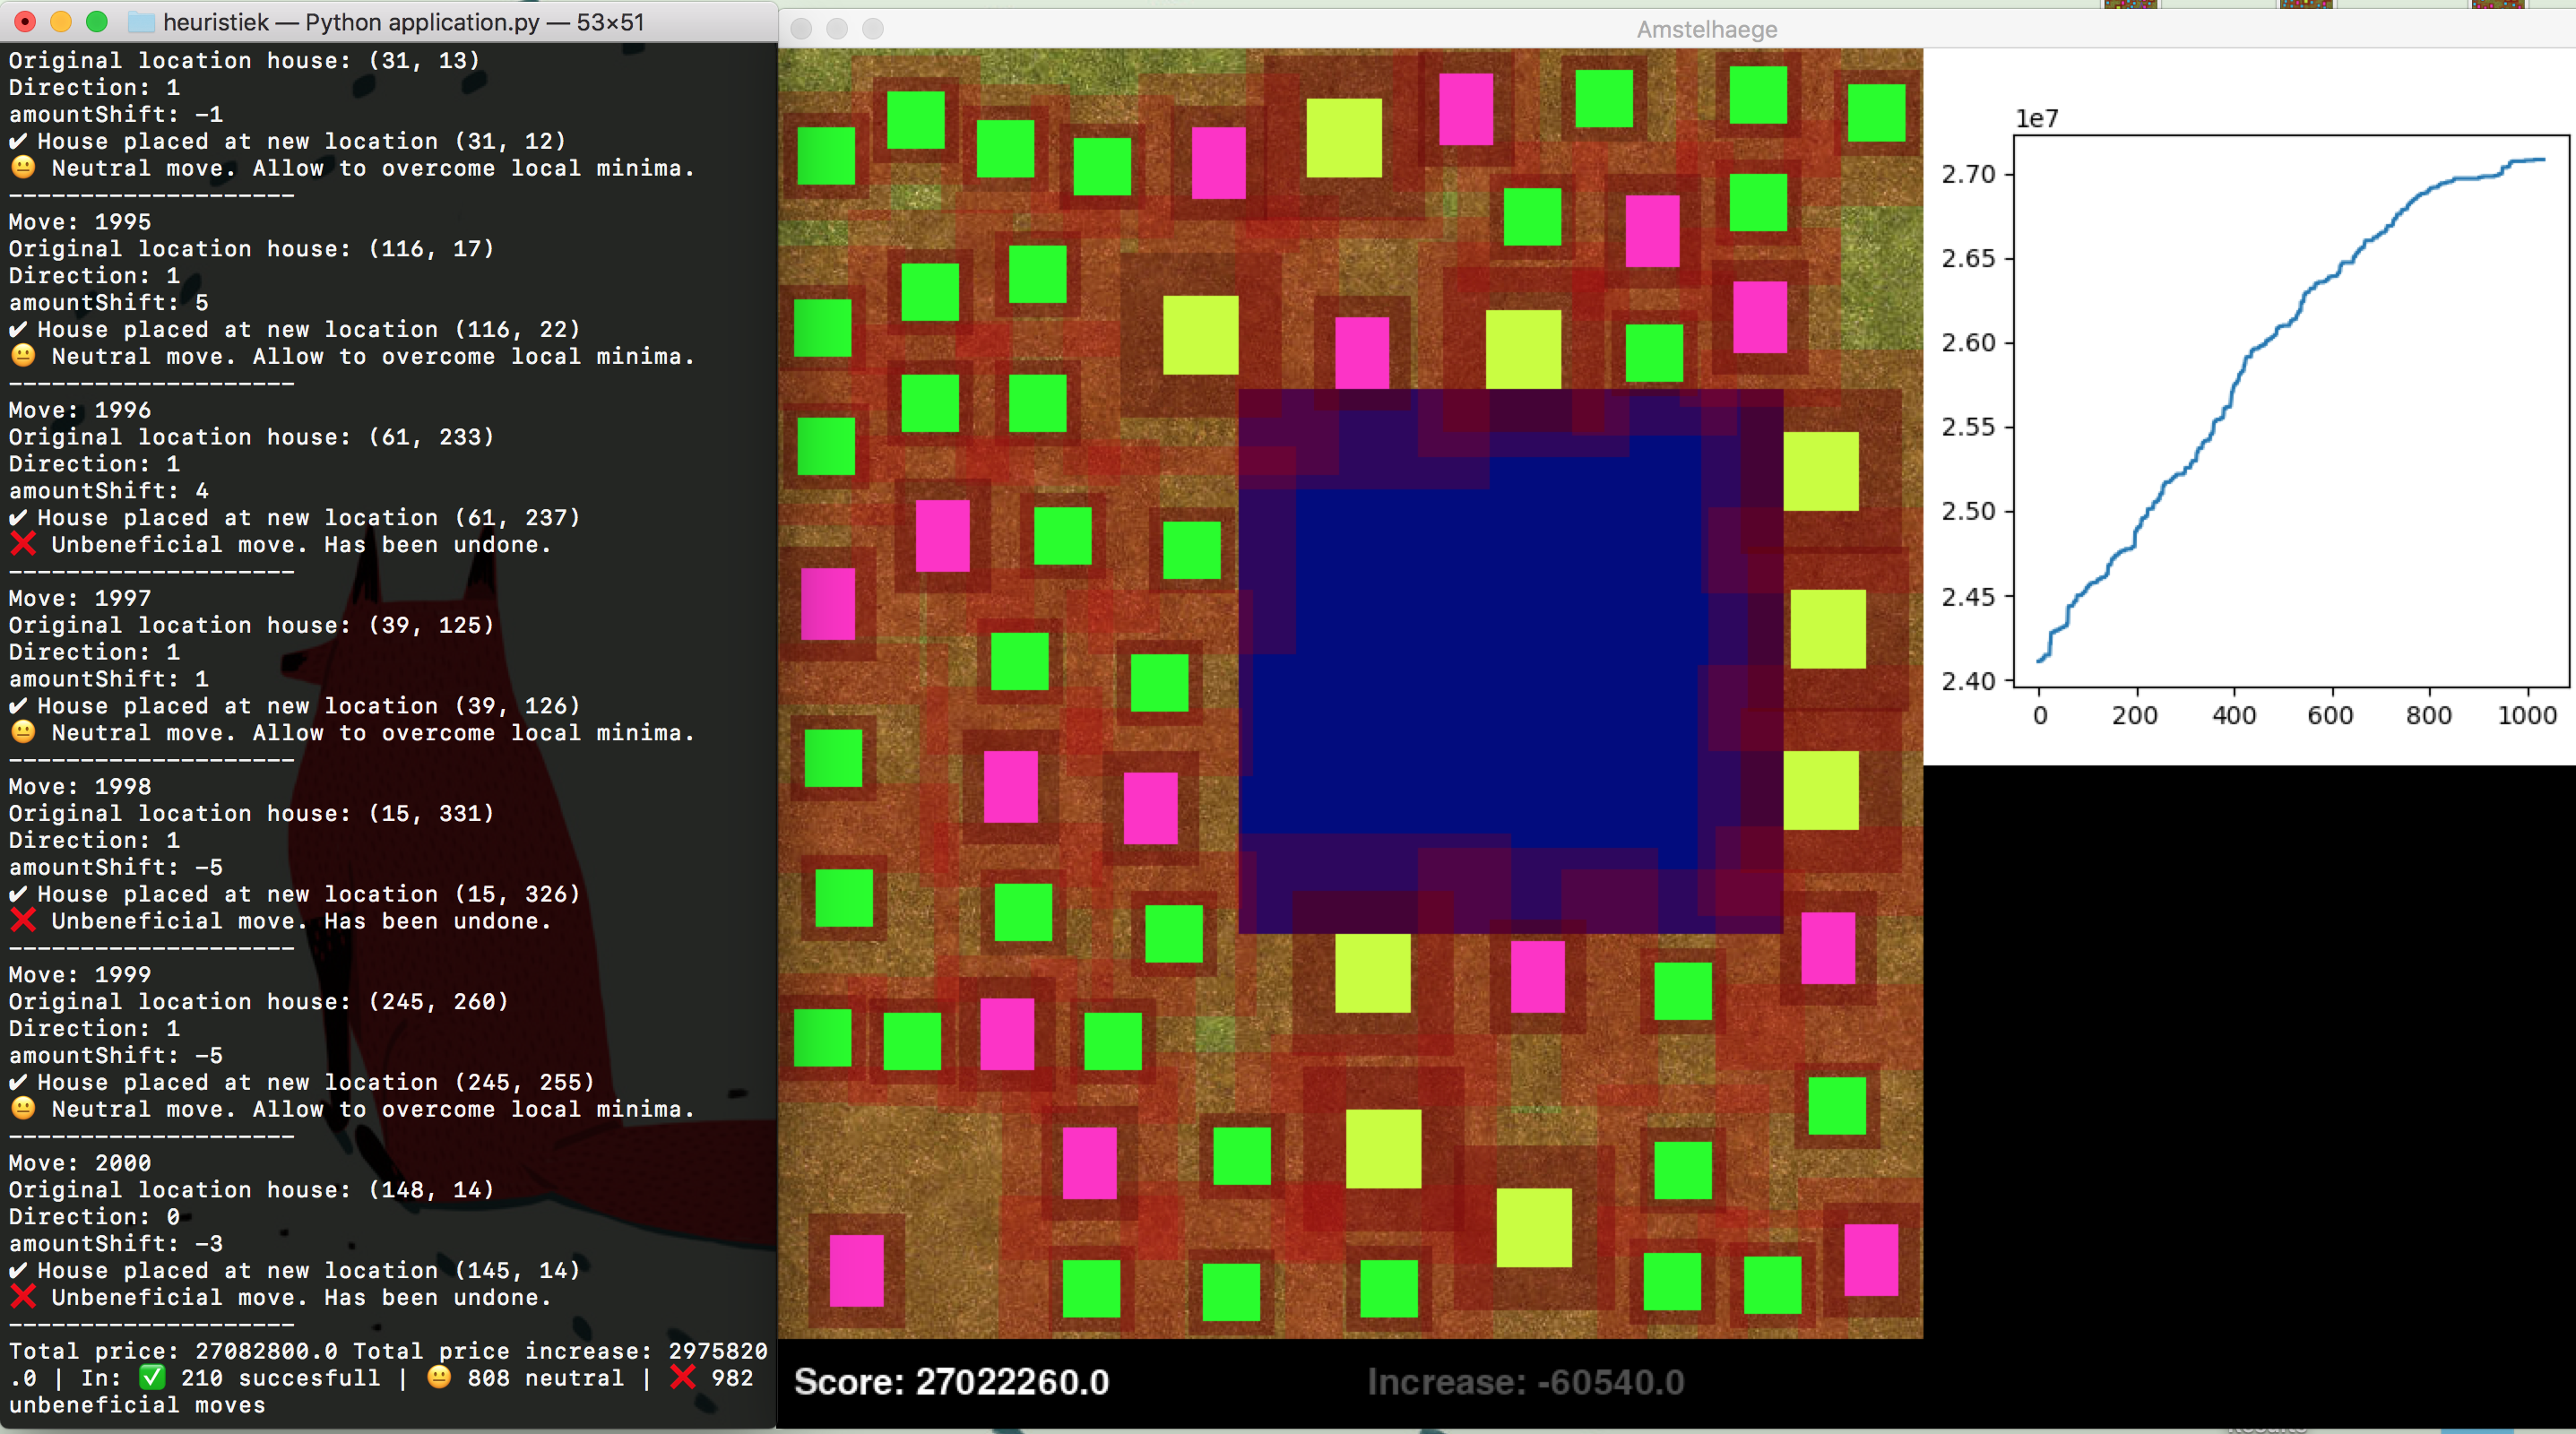 heuristiek — Python application.py — 53×51
Original location house: (31, 13)
Direction: 1
amountShift: -1
✔ House placed at new location (31, 12)
😐 Neutral move. Allow to overcome local minima.
--------------------
Move: 1995
Original location house: (116, 17)
Direction: 1
amountShift: 5
✔ House placed at new location (116, 22)
😐 Neutral move. Allow to overcome local minima.
--------------------
Move: 1996
Original location house: (61, 233)
Direction: 1
amountShift: 4
✔ House placed at new location (61, 237)
❌ Unbeneficial move. Has been undone.
--------------------
Move: 1997
Original location house: (39, 125)
Direction: 1
amountShift: 1
✔ House placed at new location (39, 126)
😐 Neutral move. Allow to overcome local minima.
--------------------
Move: 1998
Original location house: (15, 331)
Direction: 1
amountShift: -5
✔ House placed at new location (15, 326)
❌ Unbeneficial move. Has been undone.
--------------------
Move: 1999
Original location house: (245, 260)
Direction: 1
amountShift: -5
✔ House placed at new location (245, 255)
😐 Neutral move. Allow to overcome local minima.
--------------------
Move: 2000
Original location house: (148, 14)
Direction: 0
amountShift: -3
✔ House placed at new location (145, 14)
❌ Unbeneficial move. Has been undone.
--------------------
Total price: 27082800.0 Total price increase: 2975820
.0 | In: ✅ 210 succesfull | 😐 808 neutral | ❌ 982
unbeneficial moves
Amstelhaege
1e7
2.70
2.65
2.60
2.55
2.50
2.45
2.40
0 200 400 600 800 1000
Score: 27022260.0
Increase: -60540.0